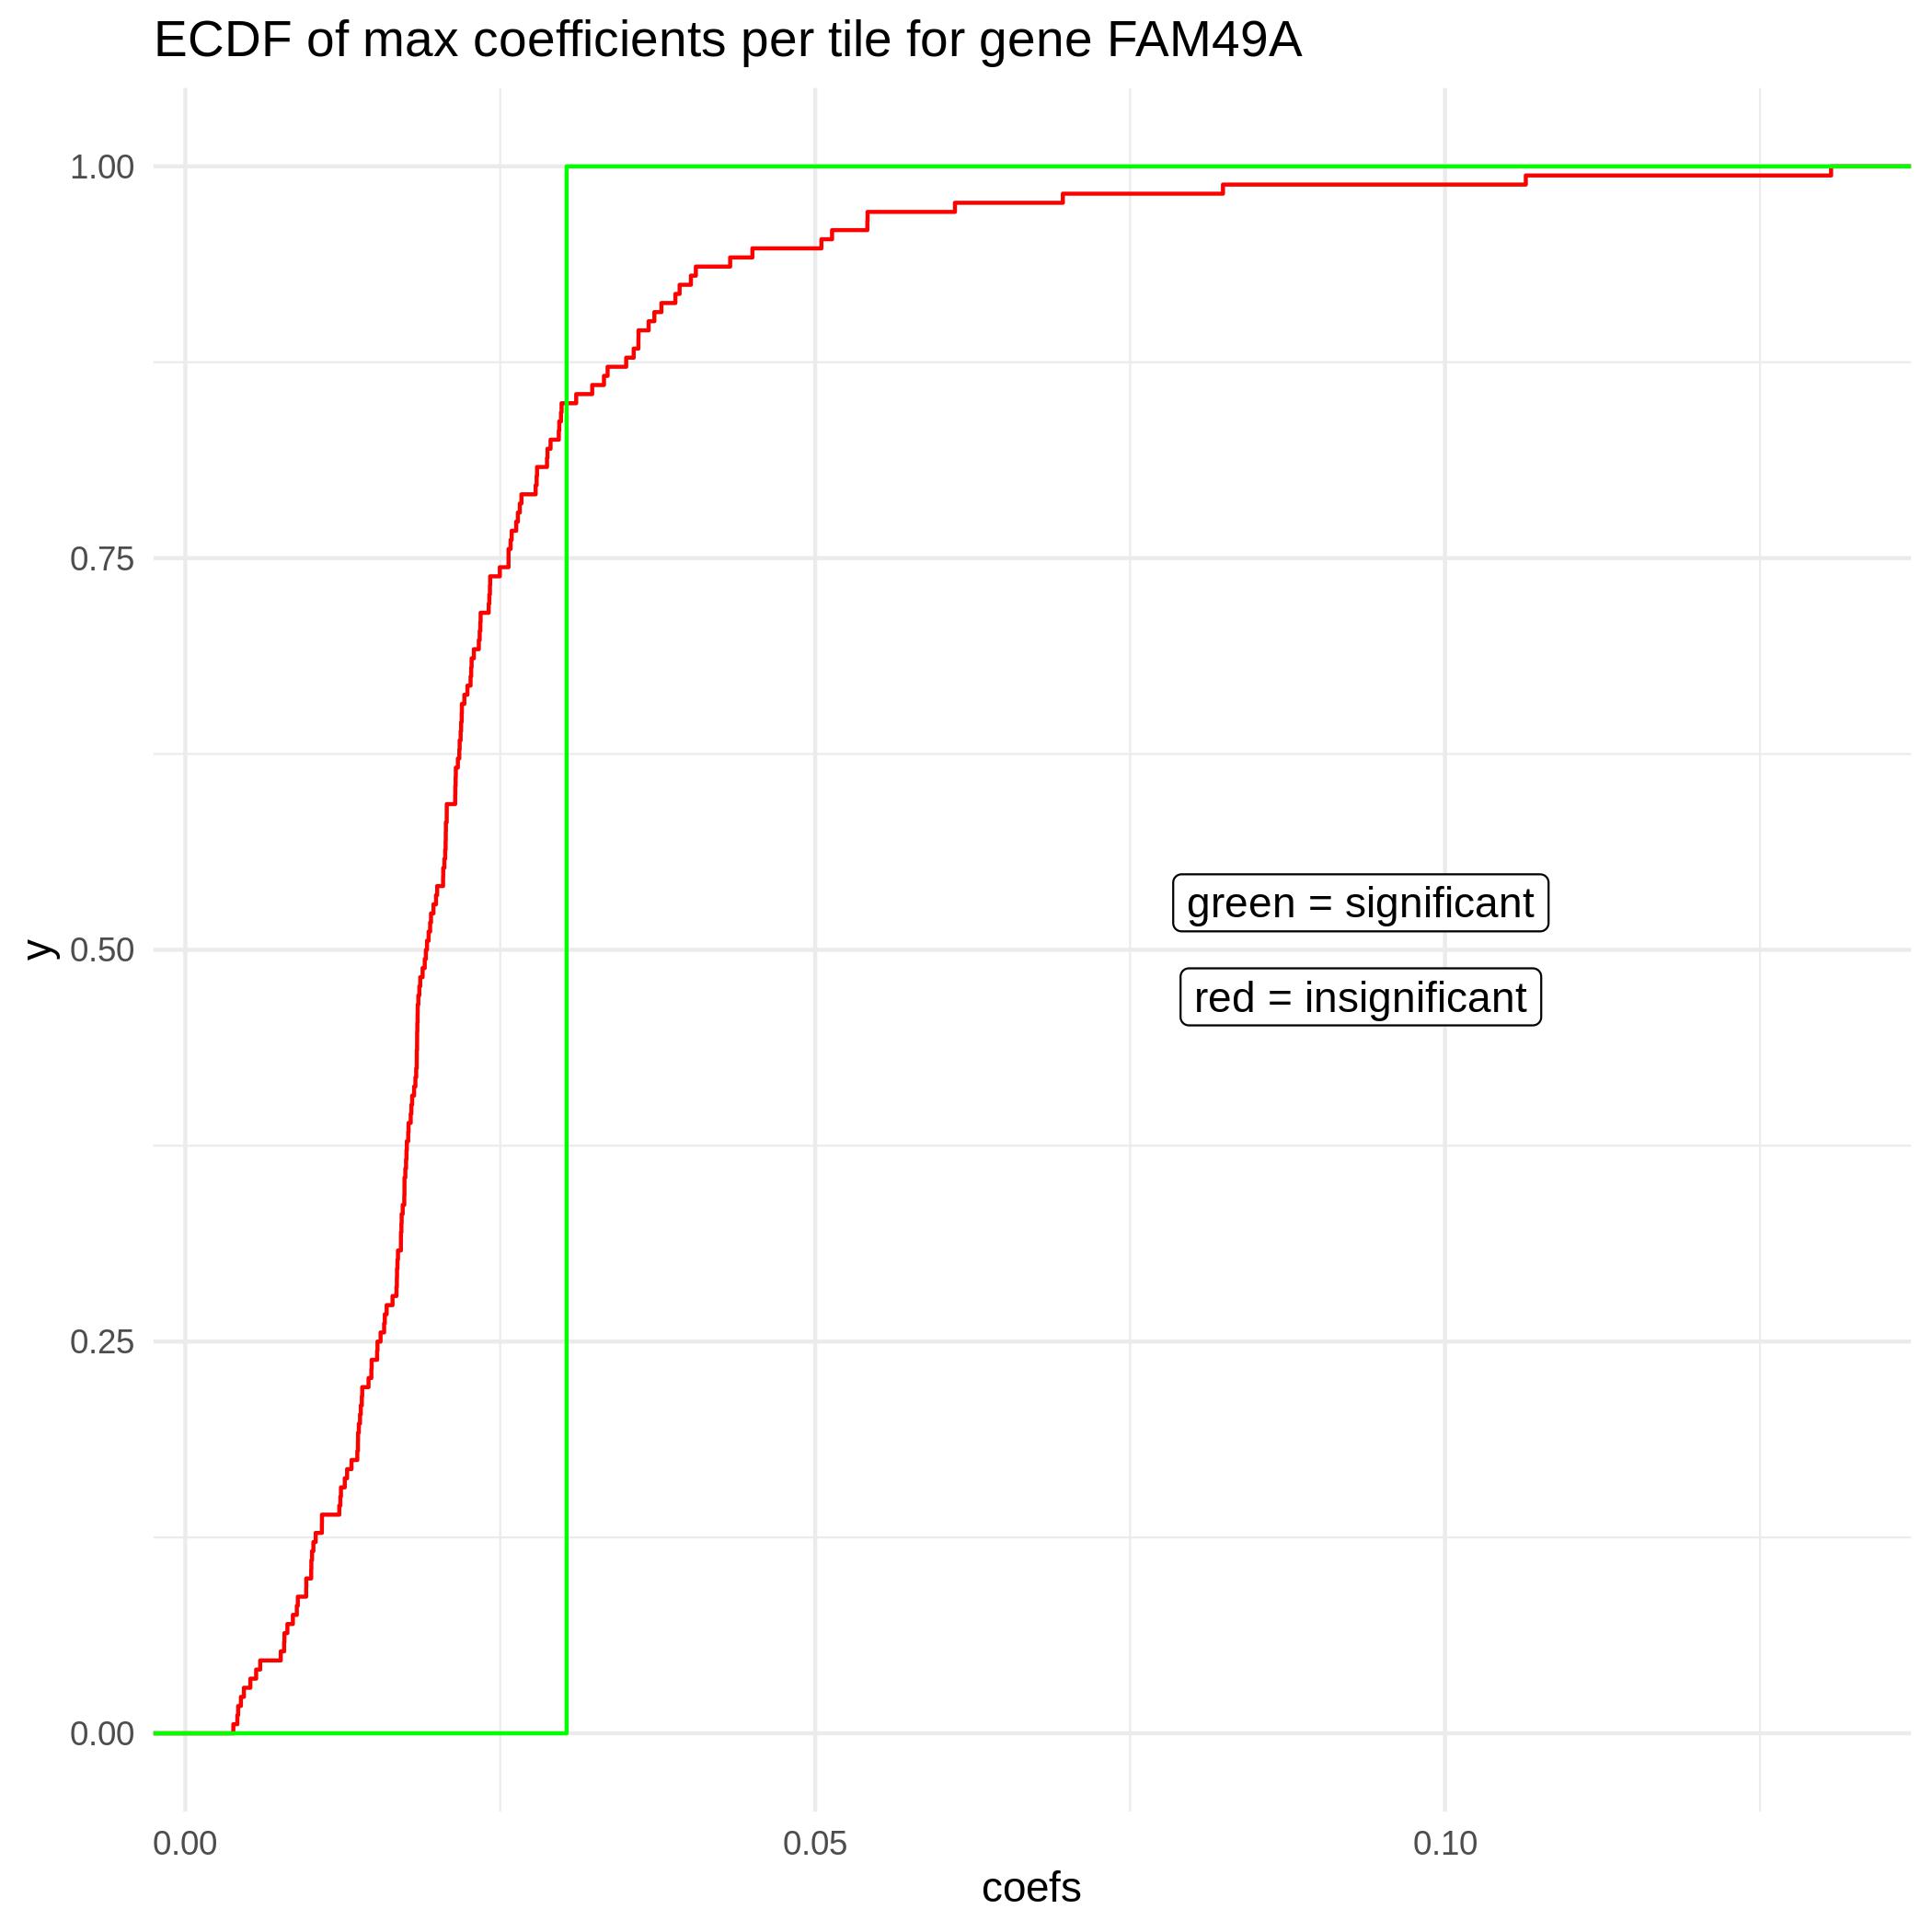 ECDF of max coefficients per tile for gene FAM49A
1.00
0.75
0.50
0.25
0.00
y
green = significant
red = insignificant
0.00 0.05 0.10
coefs